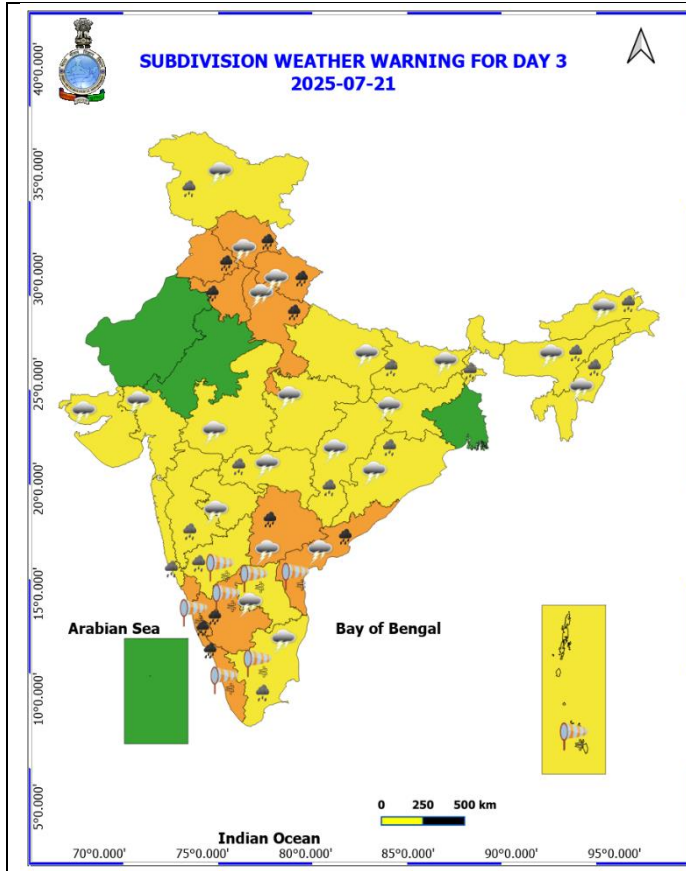 SUBDIVISION WEATHER WARNING FOR DAY 3
2025-07-21
40°0.000'
35°0.000'
30°0.000'
25°0.000'
20°0.000'
15°0.000'
10°0.000'
5°0.000'
Arabian Sea
Bay of Bengal
0 250 500 km
Indian Ocean
70°0.000' 75°0.000' 80°0.000' 85°0.000' 90°0.000' 95°0.000'